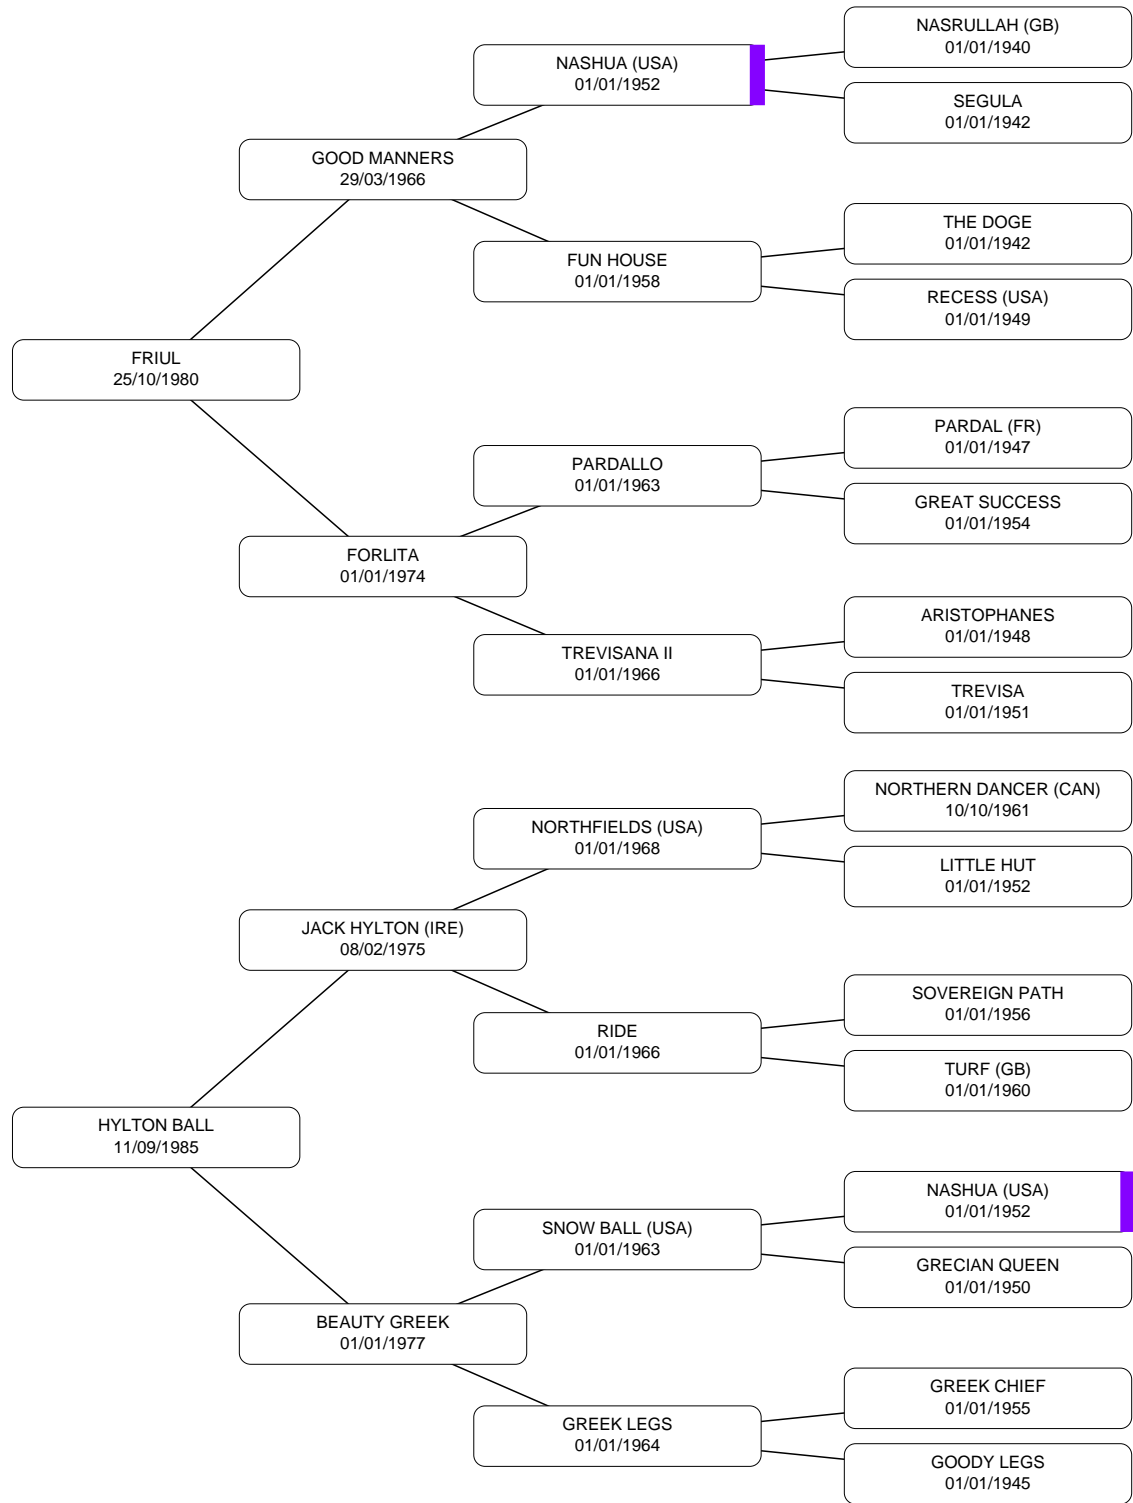 NASRULLAH (GB)
01/01/1940
NASHUA (USA)
01/01/1952
SEGULA
01/01/1942
GOOD MANNERS
29/03/1966
THE DOGE
01/01/1942
FUN HOUSE
01/01/1958
RECESS (USA)
01/01/1949
FRIUL
25/10/1980
PARDAL (FR)
01/01/1947
PARDALLO
01/01/1963
GREAT SUCCESS
01/01/1954
FORLITA
01/01/1974
ARISTOPHANES
01/01/1948
TREVISANA II
01/01/1966
TREVISA
01/01/1951
NORTHERN DANCER (CAN)
10/10/1961
NORTHFIELDS (USA)
01/01/1968
LITTLE HUT
01/01/1952
JACK HYLTON (IRE)
08/02/1975
SOVEREIGN PATH
01/01/1956
RIDE
01/01/1966
TURF (GB)
01/01/1960
HYLTON BALL
11/09/1985
NASHUA (USA)
01/01/1952
SNOW BALL (USA)
01/01/1963
GRECIAN QUEEN
01/01/1950
BEAUTY GREEK
01/01/1977
GREEK CHIEF
01/01/1955
GREEK LEGS
01/01/1964
GOODY LEGS
01/01/1945